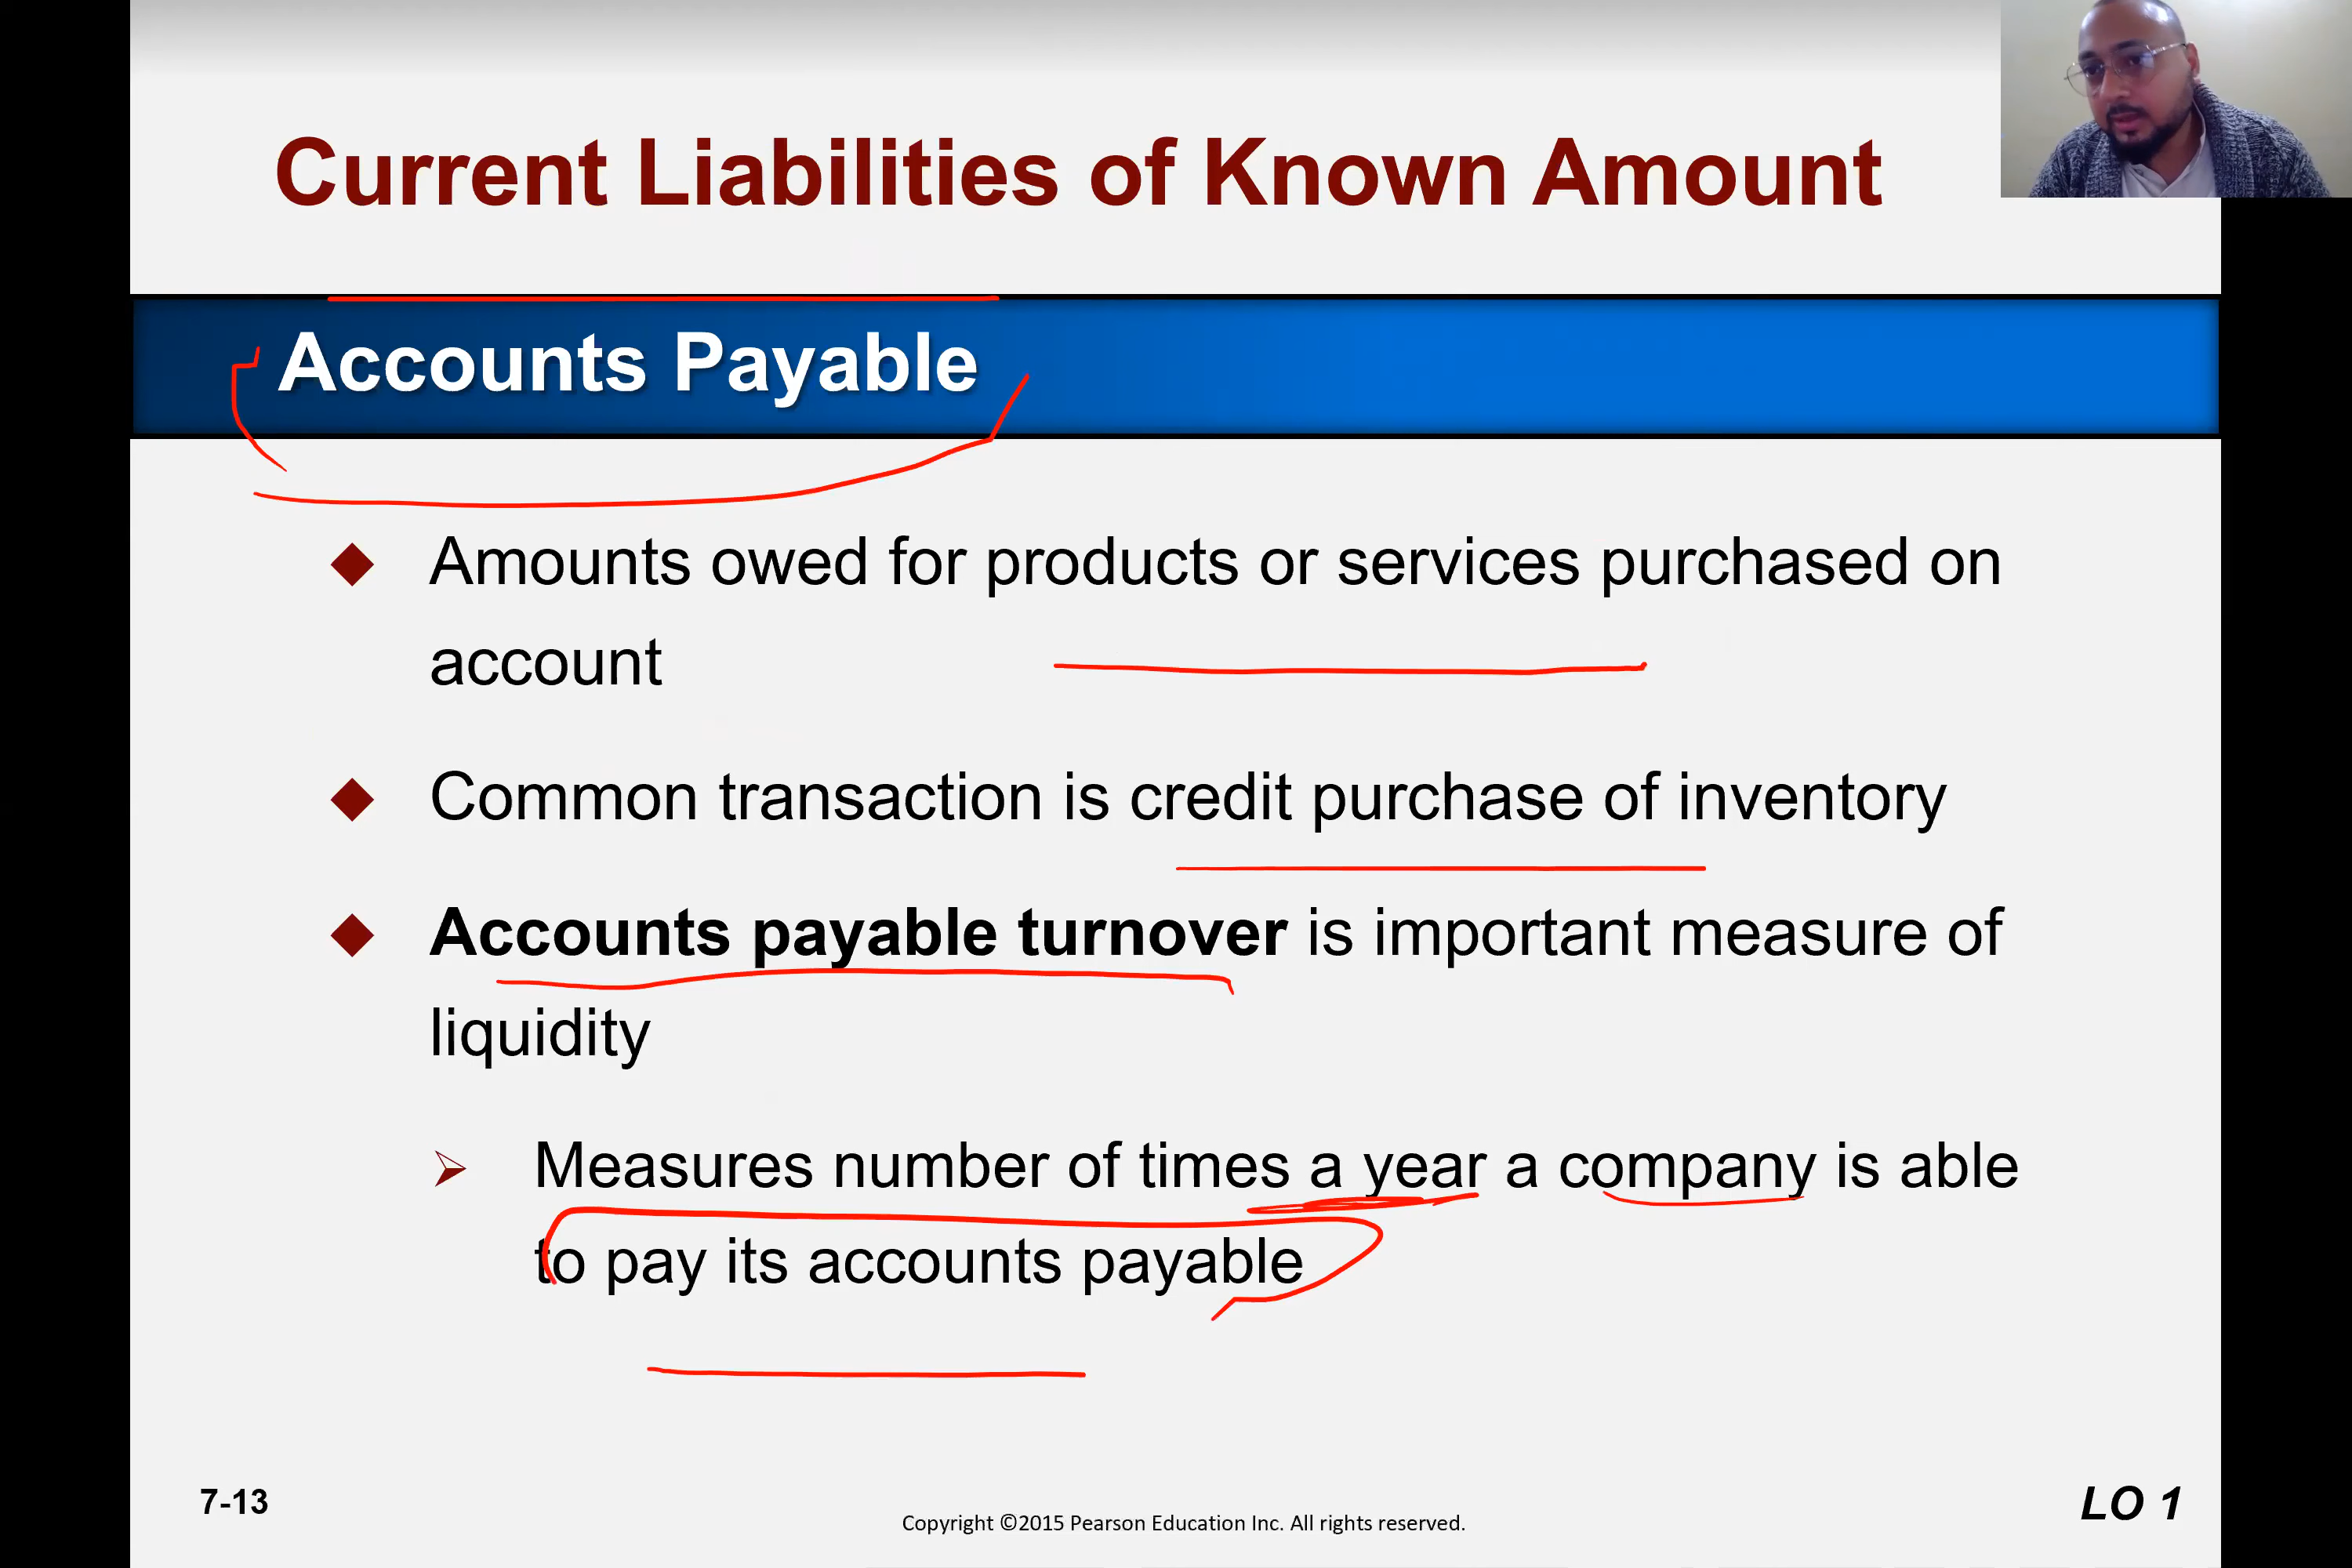 Current Liabilities of Known Amount
Accounts Payable
Amounts owed for products or services purchased on
account
Common transaction is credit purchase of inventory
Accounts payable turnover is important measure of
liquidity
Measures number of times a year a company is able
to pay its accounts payable
7-13
Copyright ©2015 Pearson Education Inc. All rights reserved.
LO 1